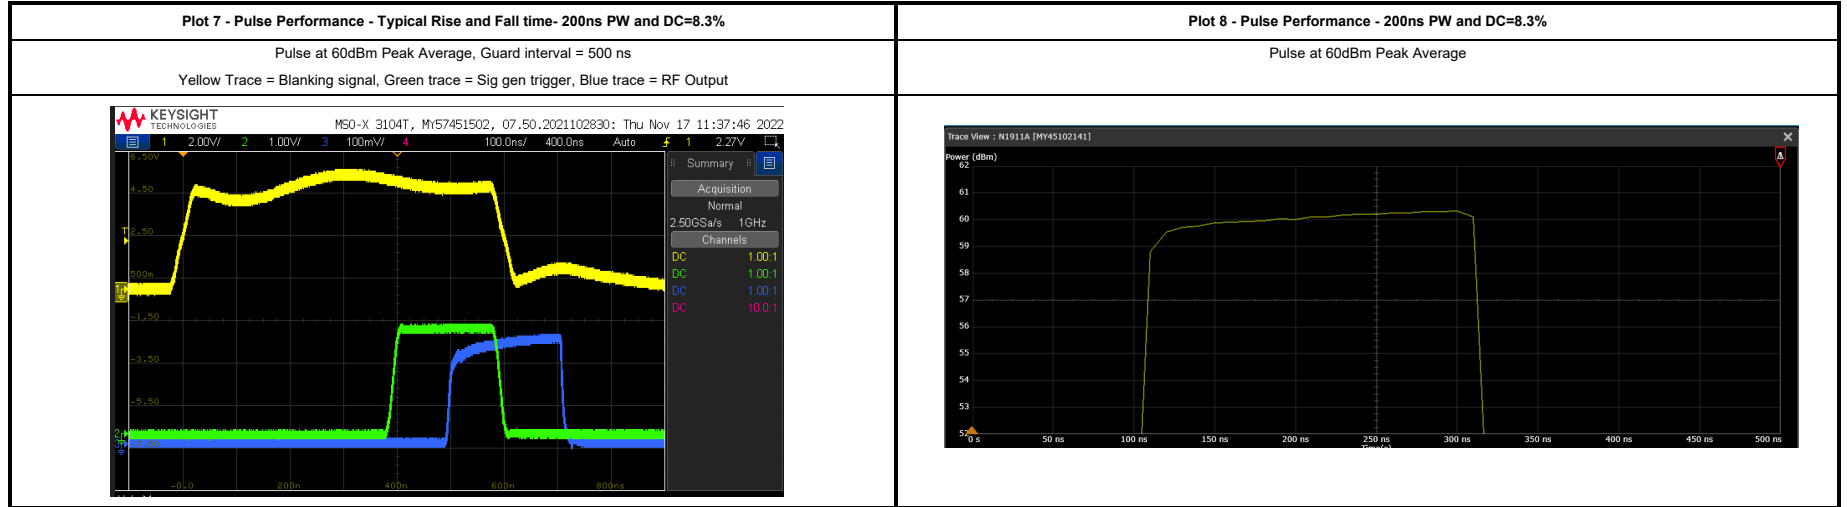 Plot 7 - Pulse Performance - Typical Rise and Fall time- 200ns PW and DC=8.3%
Pulse at 60dBm Peak Average, Guard interval = 500 ns
Yellow Trace = Blanking signal, Green trace = Sig gen trigger, Blue trace = RF Output
KEYSIGHT
TECHNOLOGIES
MSO-X 3104T, MY57451502, 07.50.2021102830: Thu Nov 17 11:37:46 2022
1 2.00V/ 2 1.00V/ 3 100mV/ 4 100.0ns/ 400.0ns Auto 1 2.27V
6.50V
4.50
2.50
500m
-1.50
-3.50
-5.50
-0.0 200n 400n 600n 800ns
Summary
Acquisition
Normal
2.50GSa/s 1GHz
Channels
DC 1.00:1
DC 1.00:1
DC 1.00:1
DC 10.0:1
Plot 8 - Pulse Performance - 200ns PW and DC=8.3%
Pulse at 60dBm Peak Average
Trace View : N1911A [MY45102141]
Power (dBm)
62
61
60
59
58
57
56
55
54
53
52
0 s 50 ns 100 ns 150 ns 200 ns 250 ns 300 ns 350 ns 400 ns 450 ns 500 ns
Time(s)